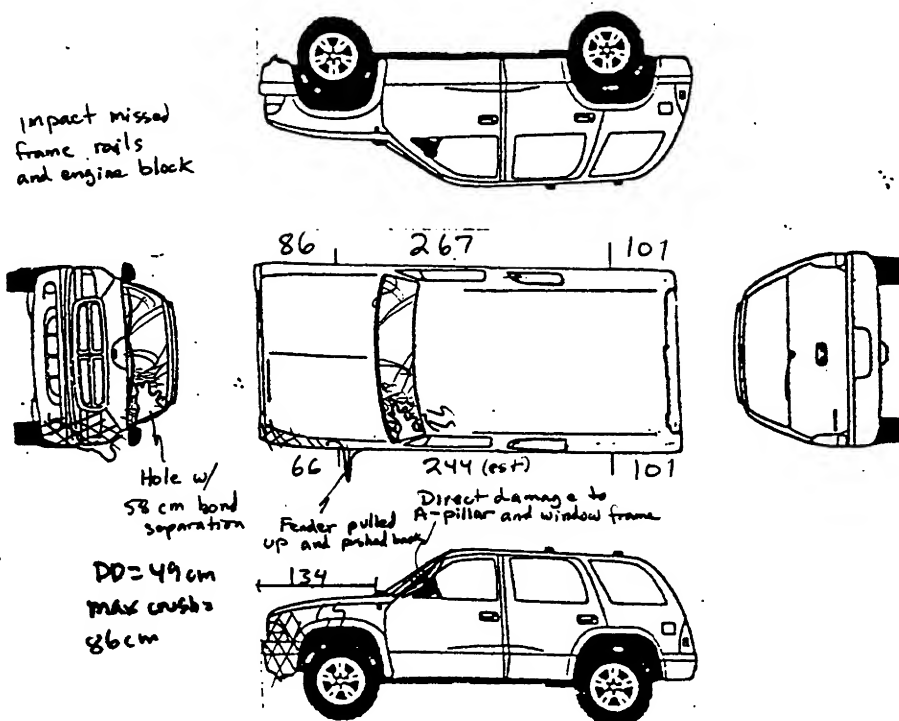 Impact missed
frame rails
and engine block
86 267 101
66 244 (est) 101
Hole w/
58 cm bond
separation
Fender pulled
up and pushed back
Direct damage to
A-pillar and window frame
DD = 49 cm
max crush =
86 cm
134